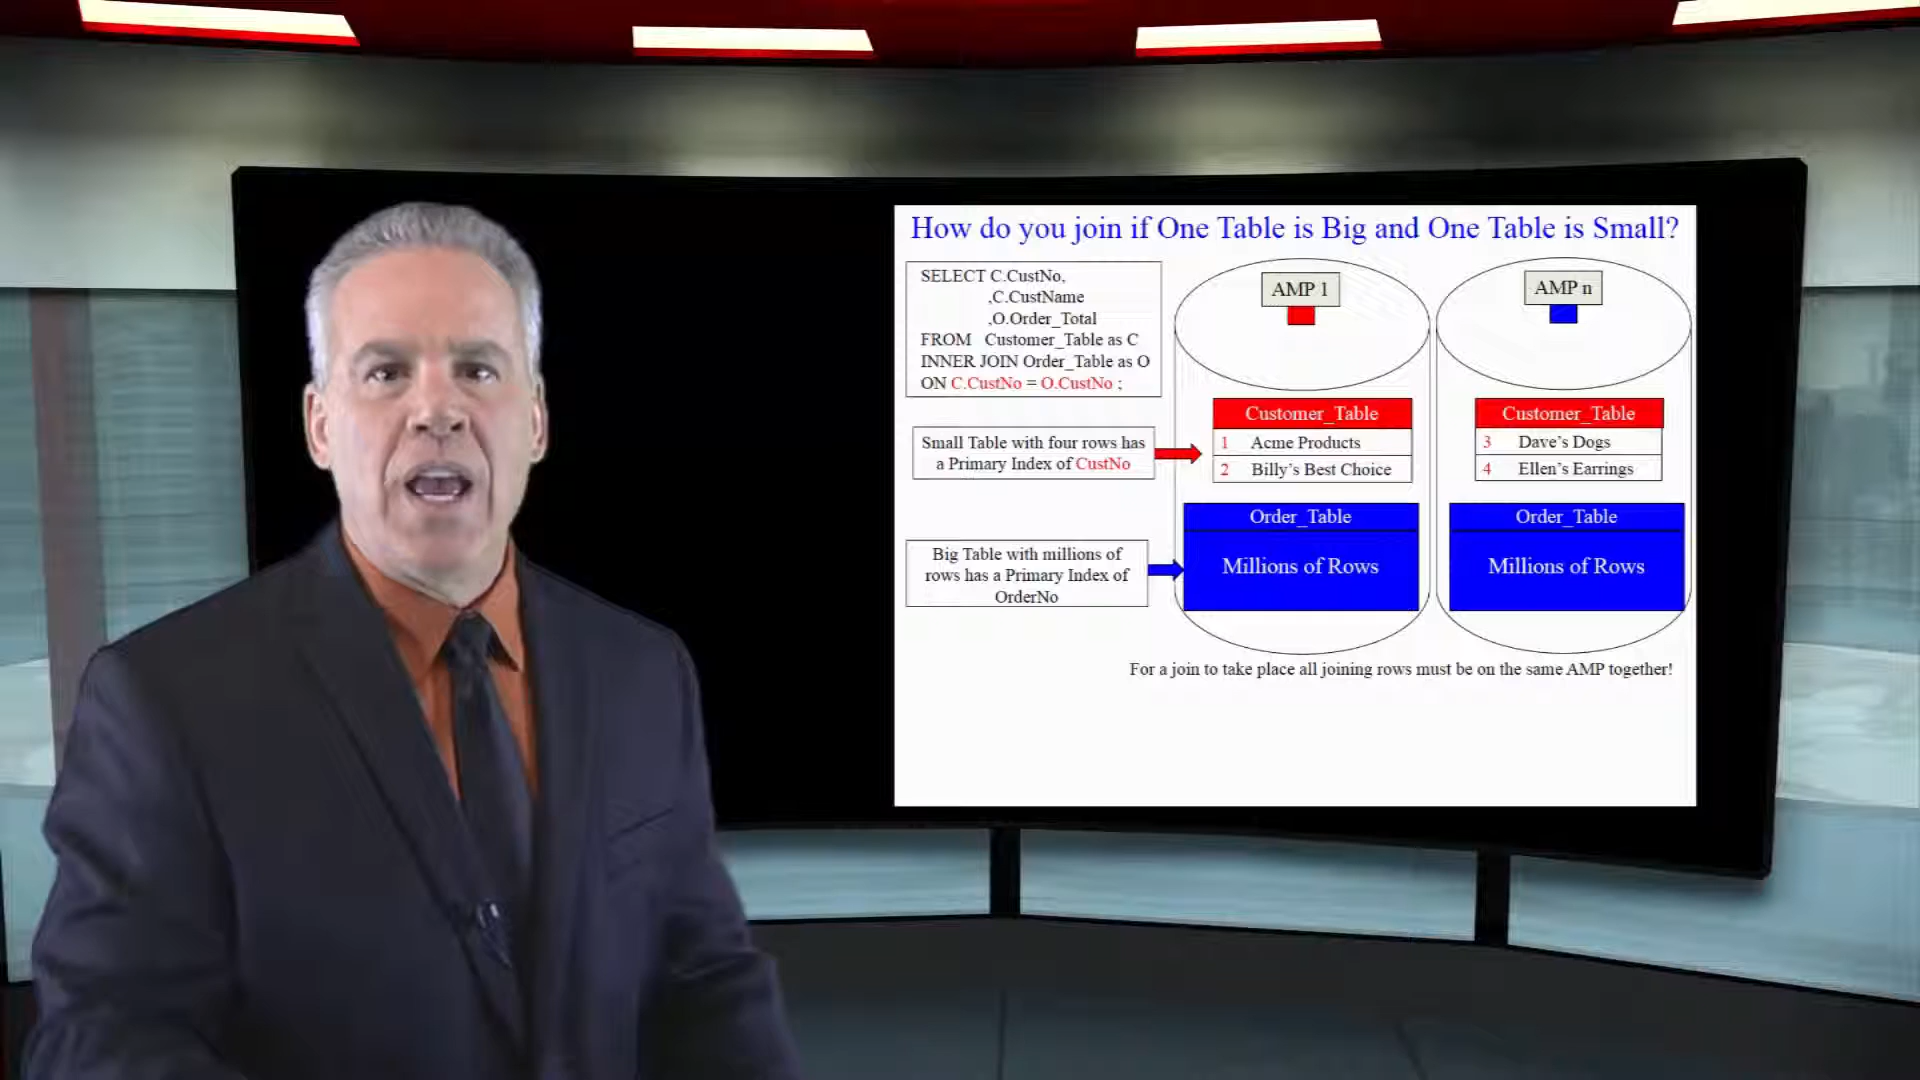 How do you join if One Table is Big and One Table is Small?
SELECT C.CustNo,
,C.CustName
,O.Order_Total
FROM Customer_Table as C
INNER JOIN Order_Table as O
ON C.CustNo = O.CustNo ;
Small Table with four rows has
a Primary Index of CustNo
Big Table with millions of
rows has a Primary Index of
OrderNo
AMP 1
Customer_Table
1 Acme Products
2 Billy's Best Choice
Order_Table
Millions of Rows
AMP n
Customer_Table
3 Dave's Dogs
4 Ellen's Earrings
Order_Table
Millions of Rows
For a join to take place all joining rows must be on the same AMP together!